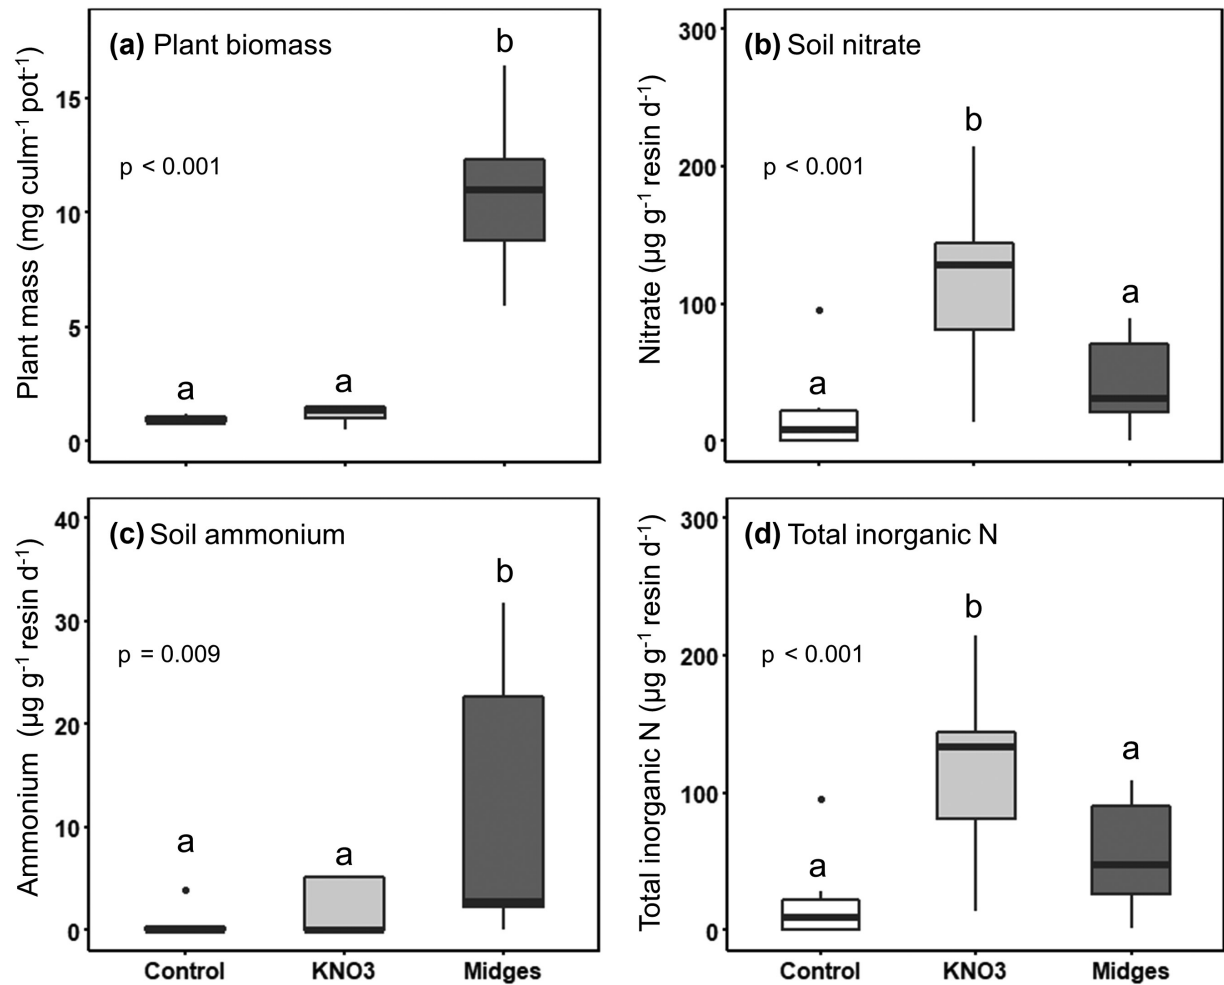 (a) Plant biomass
b
15
p < 0.001
10
5
a
a
0
Plant mass (mg culm⁻¹ pot⁻¹)
(b) Soil nitrate
300
b
200
p < 0.001
a
100
a
0
Nitrate (µg g⁻¹ resin d⁻¹)
(c) Soil ammonium
40
b
30
p = 0.009
20
10
a
a
0
Ammonium (µg g⁻¹ resin d⁻¹)
Control
KNO3
Midges
(d) Total inorganic N
300
b
200
p < 0.001
a
100
a
0
Total inorganic N (µg g⁻¹ resin d⁻¹)
Control
KNO3
Midges